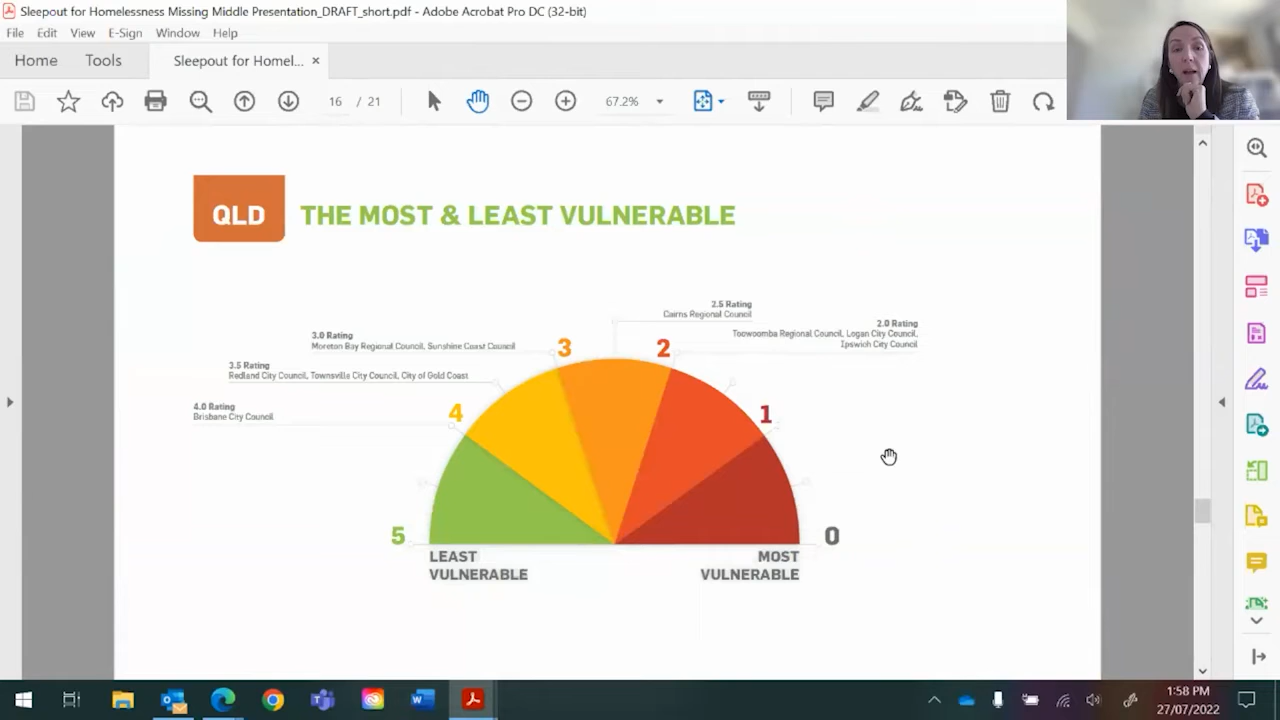 Sleepout for Homelessness Missing Middle Presentation_DRAFT_short.pdf - Adobe Acrobat Pro DC (32-bit)
File Edit View E-Sign Window Help
Home Tools Sleepout for Homel... ×
16 / 21 67.2%
QLD THE MOST & LEAST VULNERABLE
2.5 Rating
Cairns Regional Council
2.0 Rating
Toowoomba Regional Council, Logan City Council,
Ipswich City Council
3.0 Rating
Moreton Bay Regional Council, Sunshine Coast Council
3.5 Rating
Redland City Council, Townsville City Council, City of Gold Coast
4.0 Rating
Brisbane City Council
3 2
4 1
5 0
LEAST
VULNERABLE
MOST
VULNERABLE
1:58 PM
27/07/2022